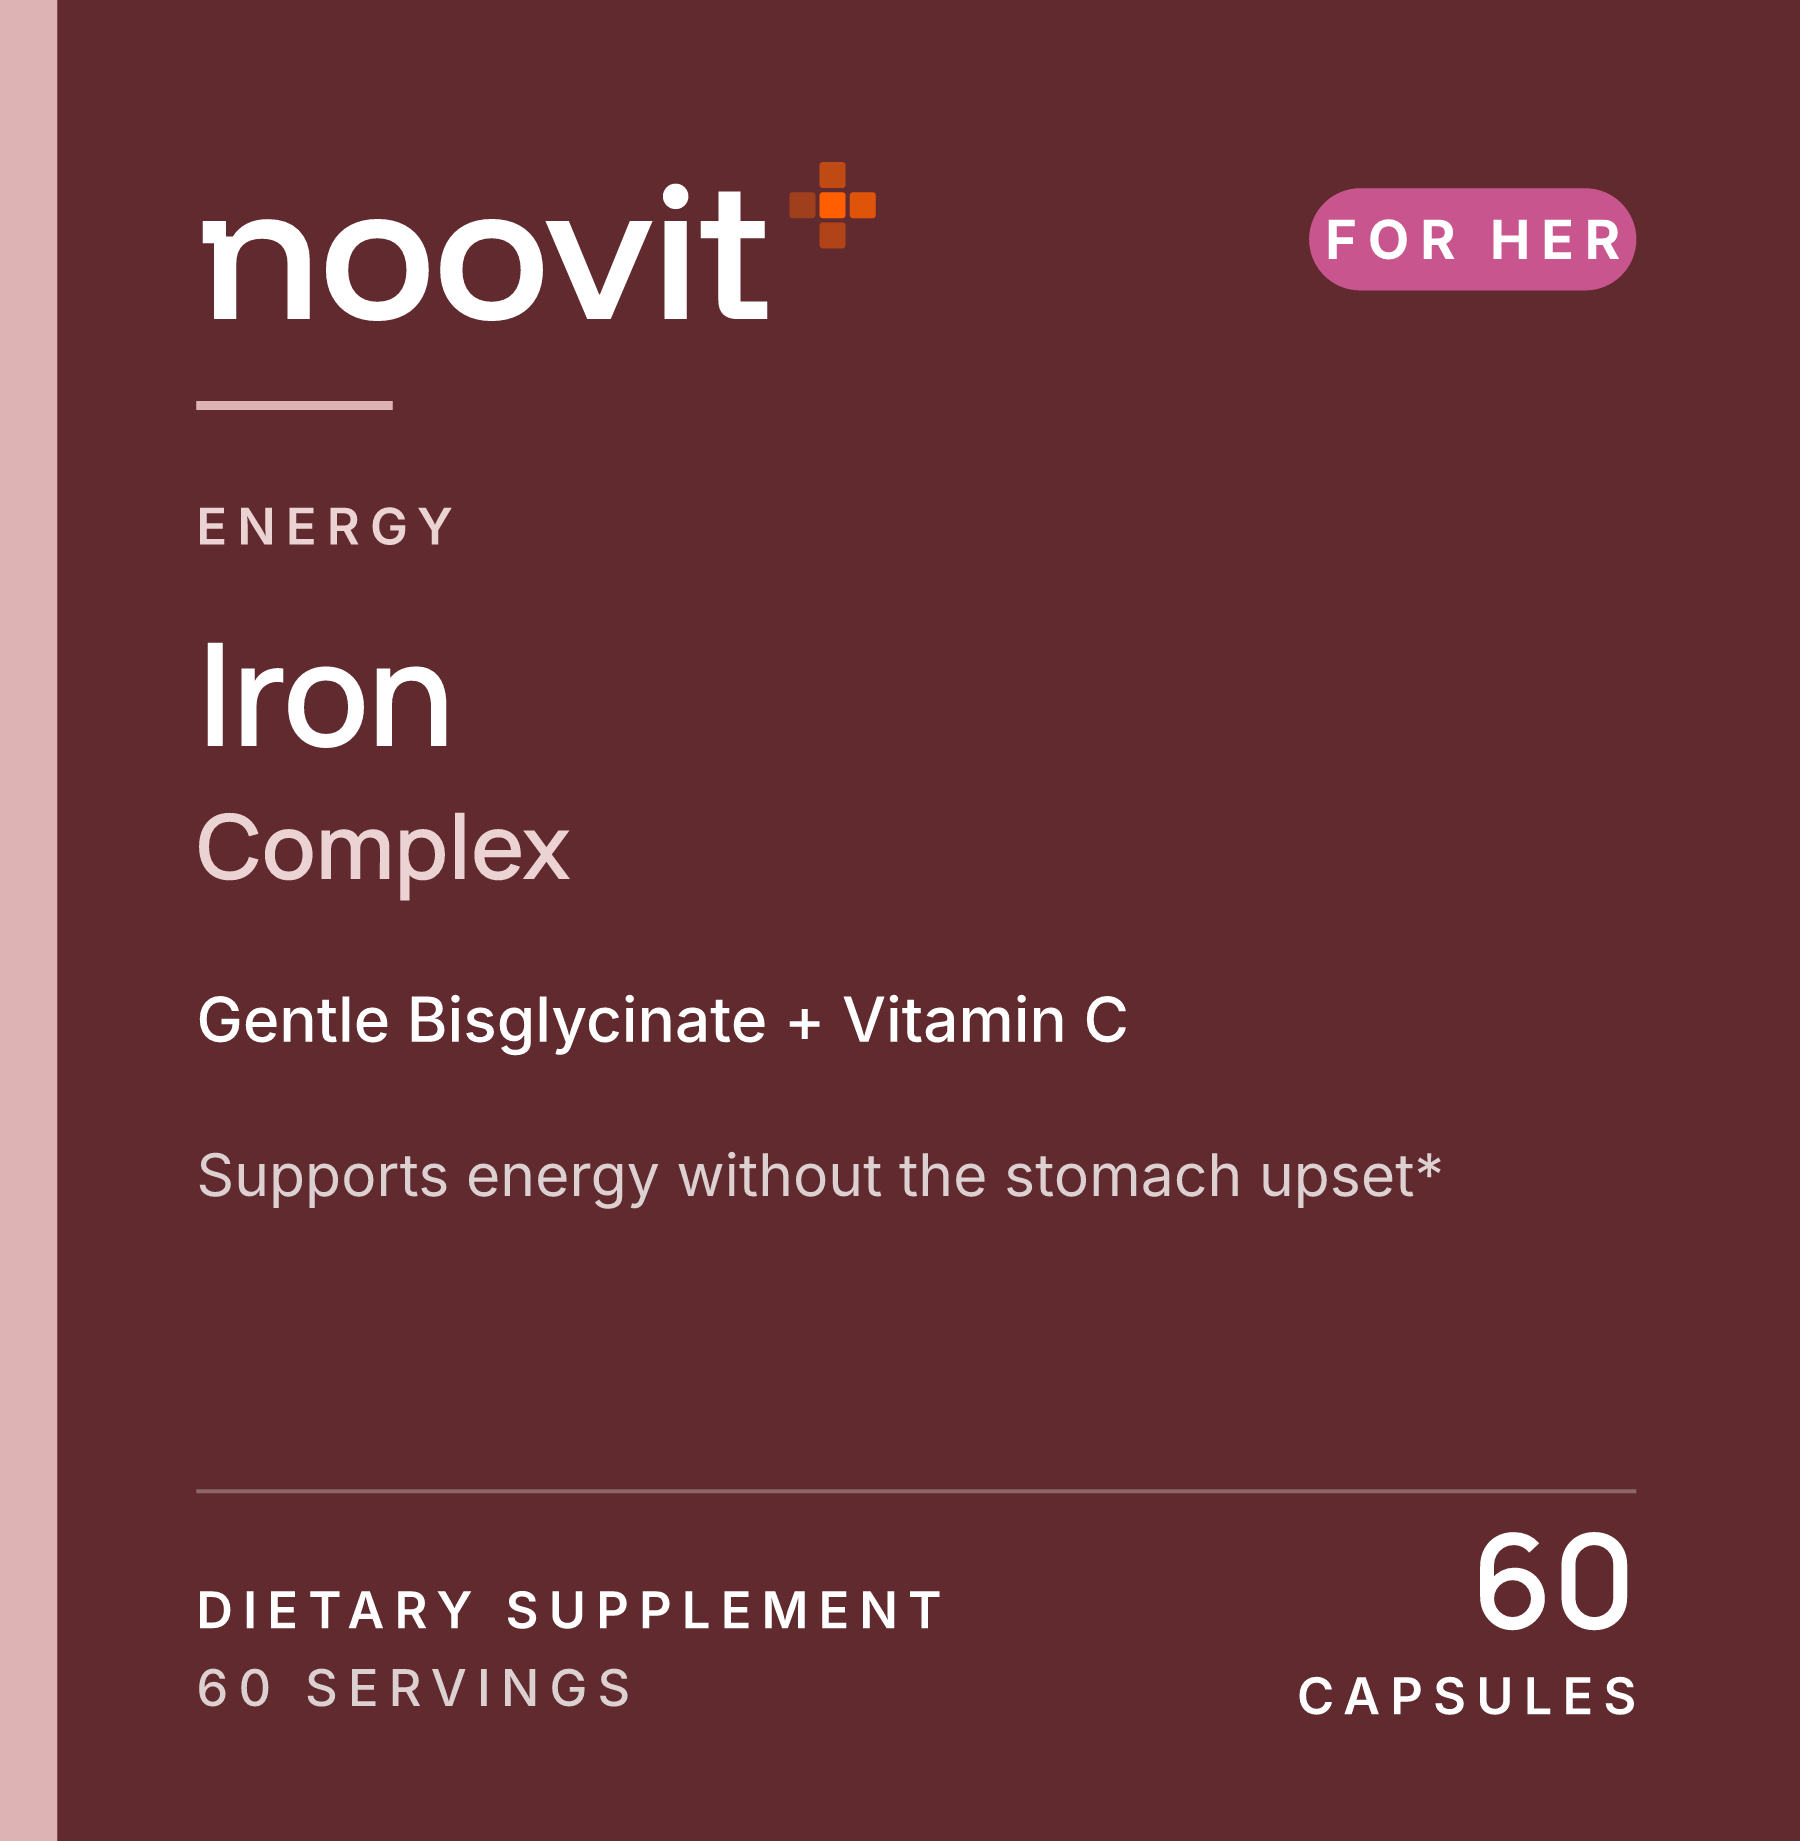 noovit
FOR HER
ENERGY
Iron
Complex
Gentle Bisglycinate + Vitamin C
Supports energy without the stomach upset*
DIETARY SUPPLEMENT
60 SERVINGS
60
CAPSULES